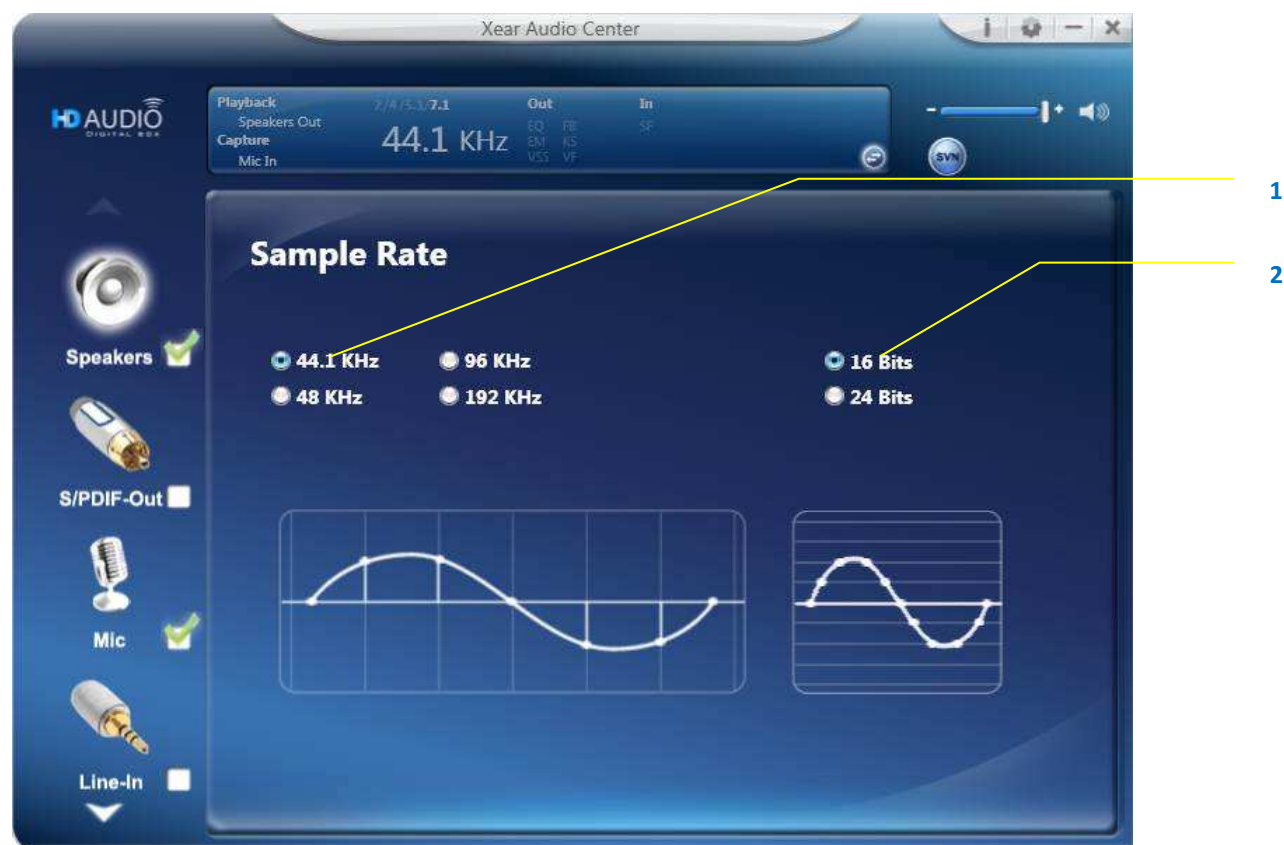 Xear Audio Center
i
HD AUDIO
DIGITAL BOX
Playback
Speakers Out
Capture
Mic In
2/4/5.1/7.1
44.1 KHz
Out
EQ FB
EM KS
VSS VF
In
SF
- +
SVN
1
2
Sample Rate
44.1 KHz 96 KHz 16 Bits
48 KHz 192 KHz 24 Bits
Speakers
S/PDIF-Out
Mic
Line-In